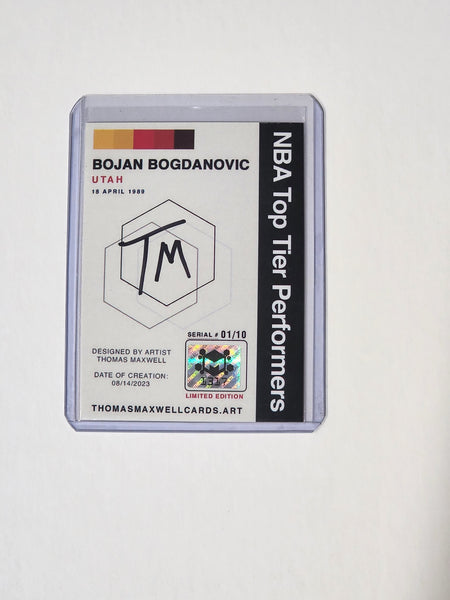 BOJAN BOGDANOVIC
UTAH
18 APRIL 1989
TM
SERIAL # 01/10
DESIGNED BY ARTIST
THOMAS MAXWELL
DATE OF CREATION:
08/14/2023
LIMITED EDITION
THOMASMAXWELLCARDS.ART
NBA Top Tier Performers